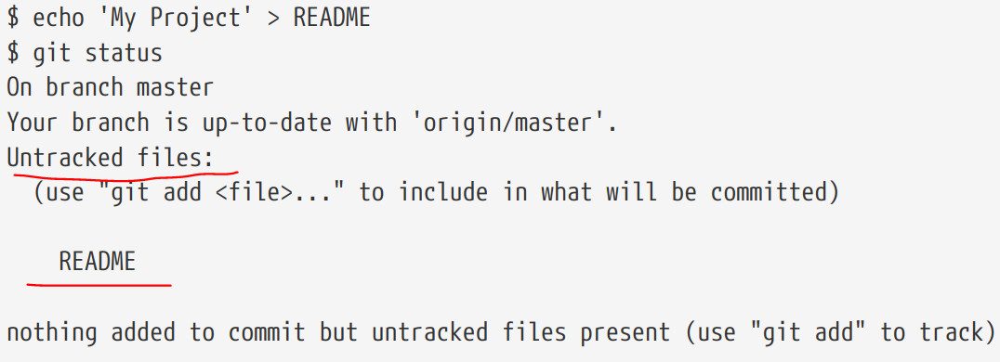 $ echo 'My Project' > README
$ git status
On branch master
Your branch is up-to-date with 'origin/master'.
Untracked files:
  (use "git add <file>..." to include in what will be committed)

    README

nothing added to commit but untracked files present (use "git add" to track)